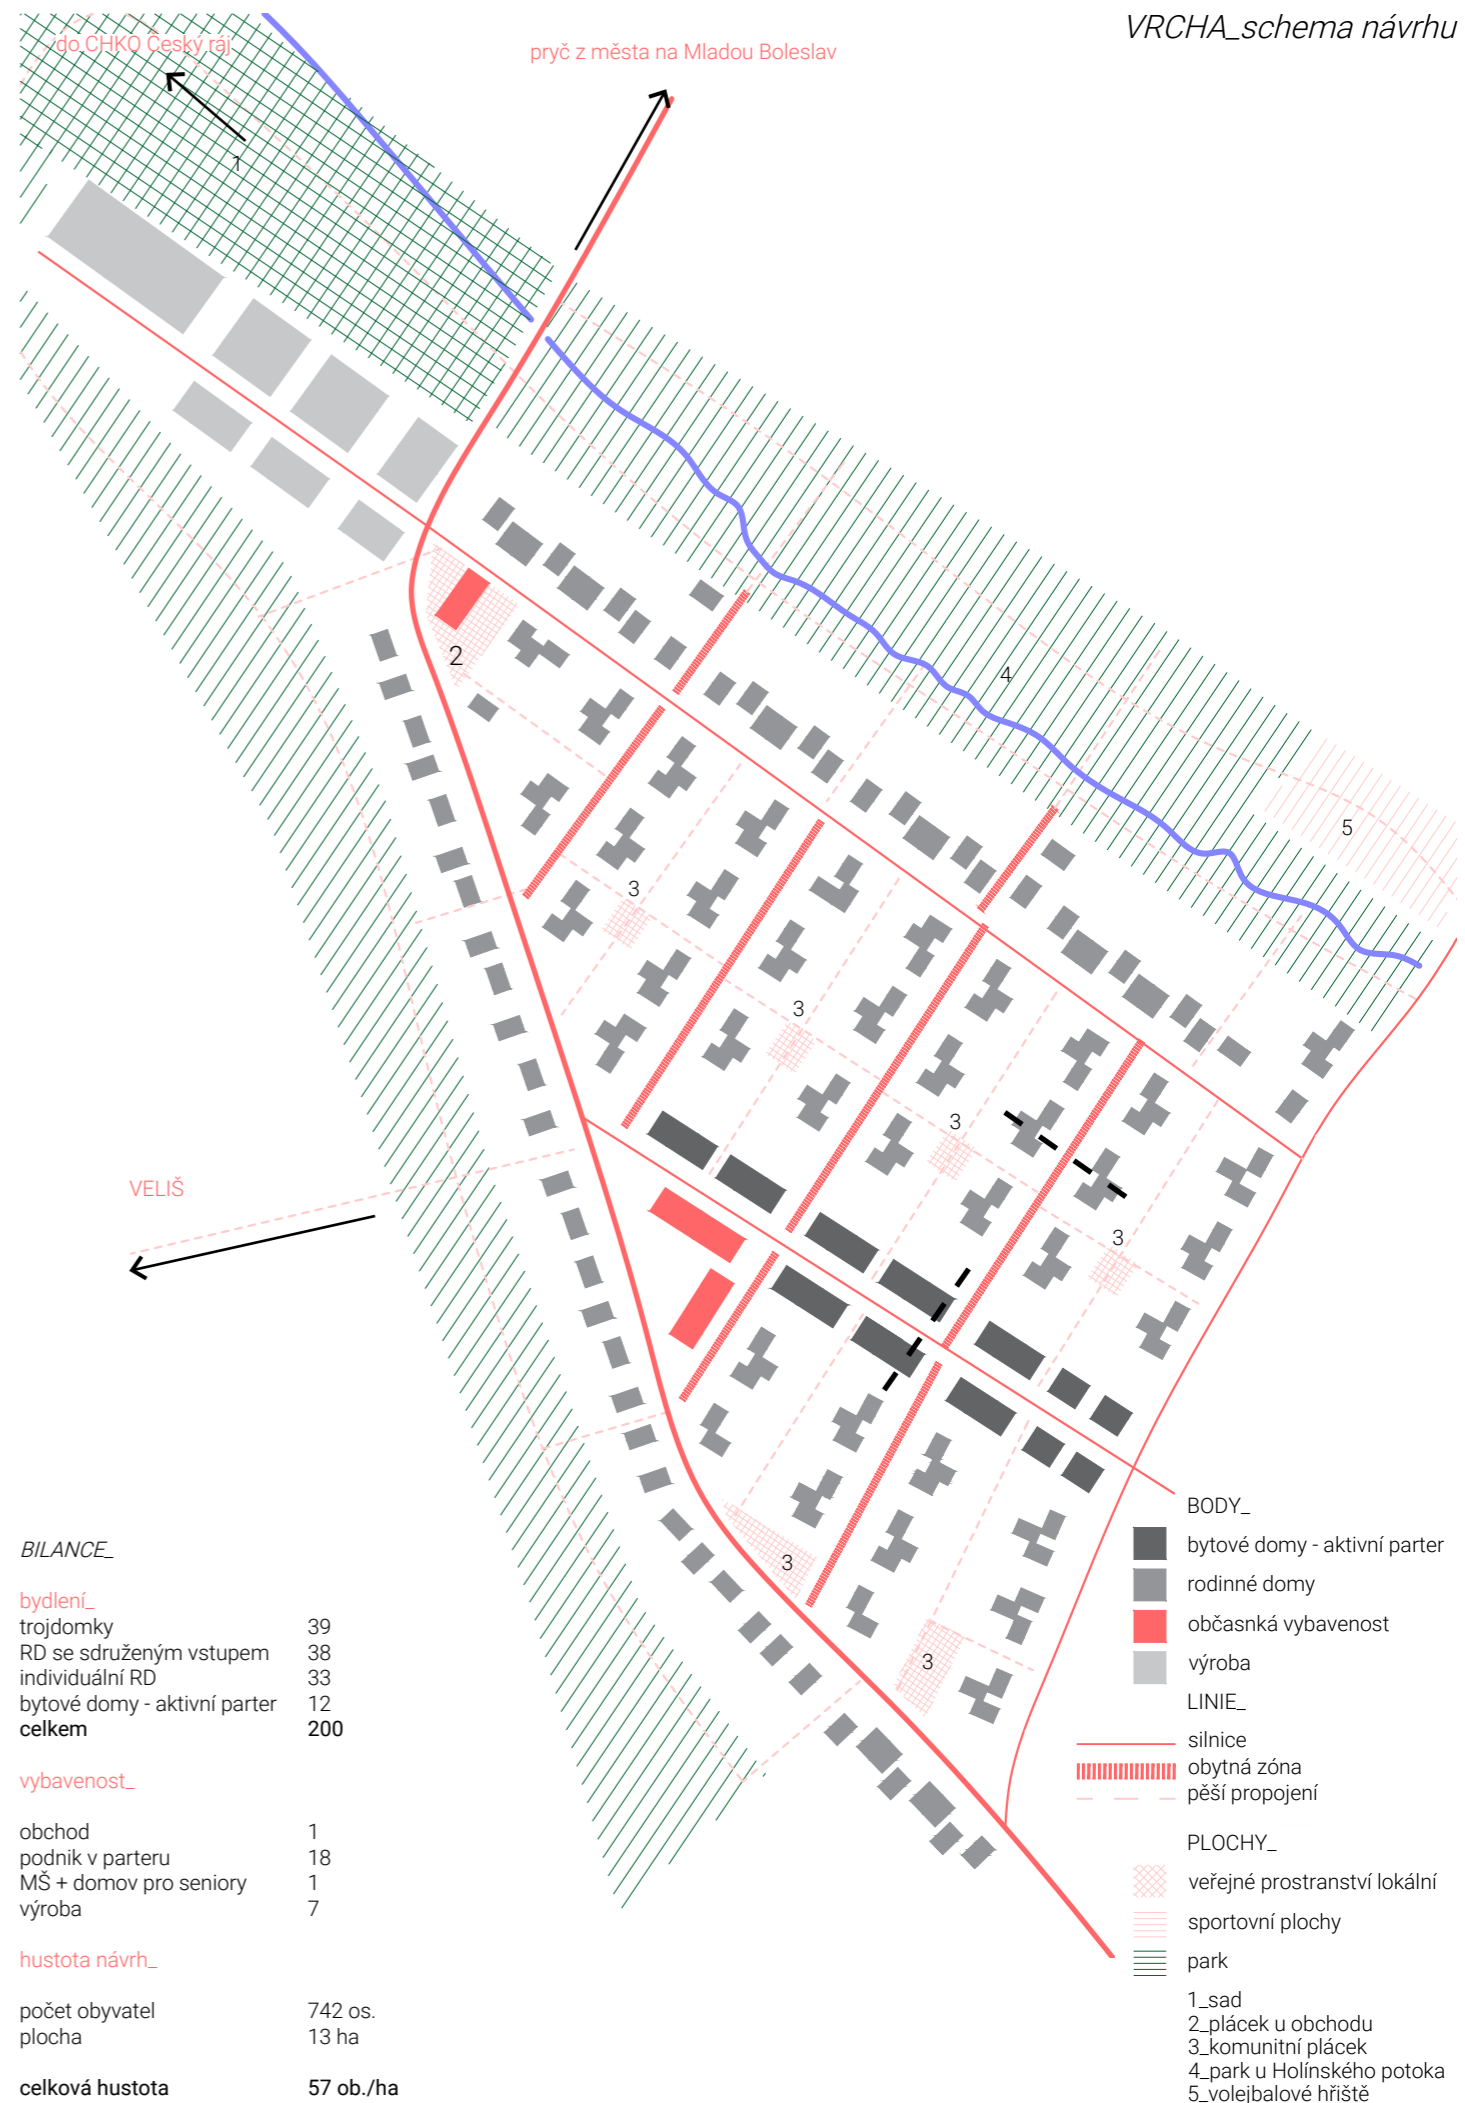 VRCHA_schema návrhu
do CHKO Český ráj
pryč z města na Mladou Boleslav
1
2
4
5
3
3
3
3
VELIŠ
3
3
BILANCE_
bydlení_
trojdomky 39
RD se sdruženým vstupem 38
individuální RD 33
bytové domy - aktivní parter 12
celkem 200
vybavenost_
obchod 1
podnik v parteru 18
MŠ + domov pro seniory 1
výroba 7
hustota návrh_
počet obyvatel 742 os.
plocha 13 ha
celková hustota 57 ob./ha
BODY_
bytové domy - aktivní parter
rodinné domy
občasnká vybavenost
výroba
LINIE_
silnice
obytná zóna
pěší propojení
PLOCHY_
veřejné prostranství lokální
sportovní plochy
park
1_sad
2_plácek u obchodu
3_komunitní plácek
4_park u Holínského potoka
5_volejbalové hřiště